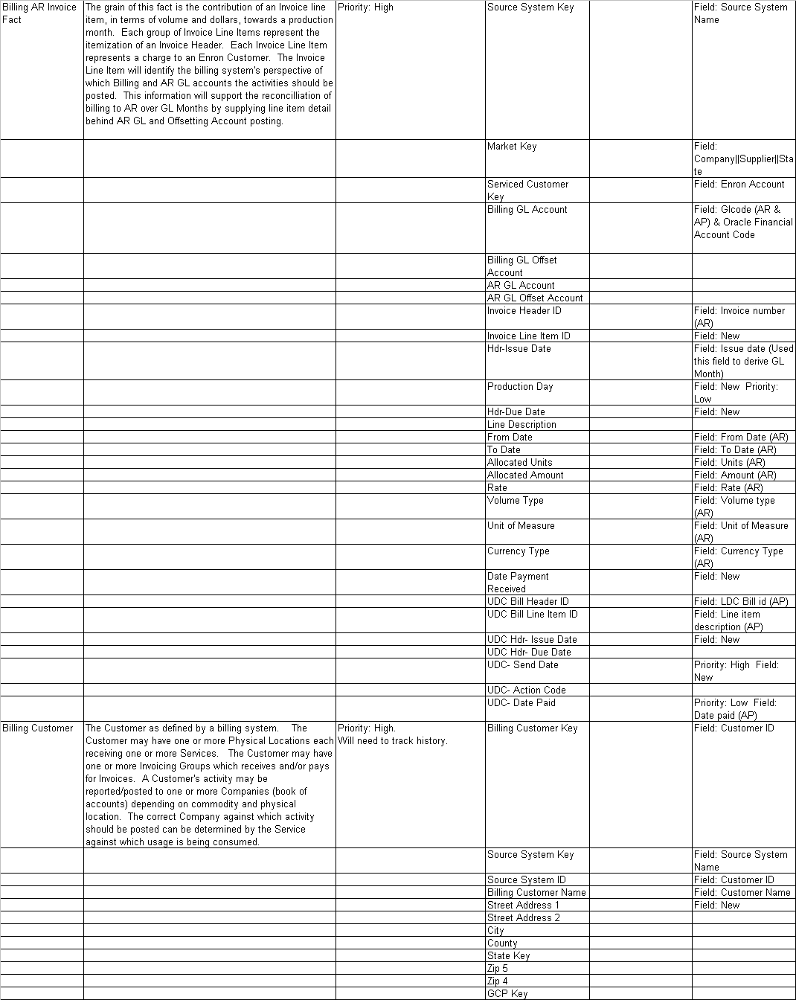 Billing AR Invoice
Fact
The grain of this fact is the contribution of an Invoice line
item, in terms of volume and dollars, towards a production
month.  Each group of Invoice Line Items represent the
itemization of an Invoice Header.  Each Invoice Line Item
represents a charge to an Enron Customer.  The Invoice
Line Item will identify the billing system's perspective of
which Billing and AR GL accounts the activities should be
posted.  This information will support the reconcilliation of
billing to AR over GL Months by supplying line item detail
behind AR GL and Offsetting Account posting.
Priority: High
Source System Key
Field: Source System
Name
Market Key
Field:
Company||Supplier||Sta
te
Serviced Customer
Key
Field: Enron Account
Billing GL Account
Field: Glcode (AR &
AP) & Oracle Financial
Account Code
Billing GL Offset
Account
AR GL Account
AR GL Offset Account
Invoice Header ID
Field: Invoice number
(AR)
Invoice Line Item ID
Field: New
Hdr-Issue Date
Field: Issue date (Used
this field to derive GL
Month)
Production Day
Field: New  Priority:
Low
Hdr-Due Date
Field: New
Line Description
From Date
Field: From Date (AR)
To Date
Field: To Date (AR)
Allocated Units
Field: Units (AR)
Allocated Amount
Field: Amount (AR)
Rate
Field: Rate (AR)
Volume Type
Field: Volume type
(AR)
Unit of Measure
Field: Unit of Measure
(AR)
Currency Type
Field: Currency Type
(AR)
Date Payment
Received
Field: New
UDC Bill Header ID
Field: LDC Bill id (AP)
UDC Bill Line Item ID
Field: Line item
description (AP)
UDC Hdr- Issue Date
Field: New
UDC Hdr- Due Date
UDC- Send Date
Priority: High  Field:
New
UDC- Action Code
UDC- Date Paid
Priority: Low  Field:
Date paid (AP)
Billing Customer
The Customer as defined by a billing system.    The
Customer may have one or more Physical Locations each
receiving one or more Services.   The Customer may have
one or more Invoicing Groups which receives and/or pays
for Invoices.  A Customer's activity may be
reported/posted to one or more Companies (book of
accounts) depending on commodity and physical
location.  The correct Company against which activity
should be posted can be determined by the Service
against which usage is being consumed.
Priority: High.
Will need to track history.
Billing Customer Key
Field: Customer ID
Source System Key
Field: Source System
Name
Source System ID
Field: Customer ID
Billing Customer Name
Field: Customer Name
Street Address 1
Field: New
Street Address 2
City
County
State Key
Zip 5
Zip 4
GCP Key